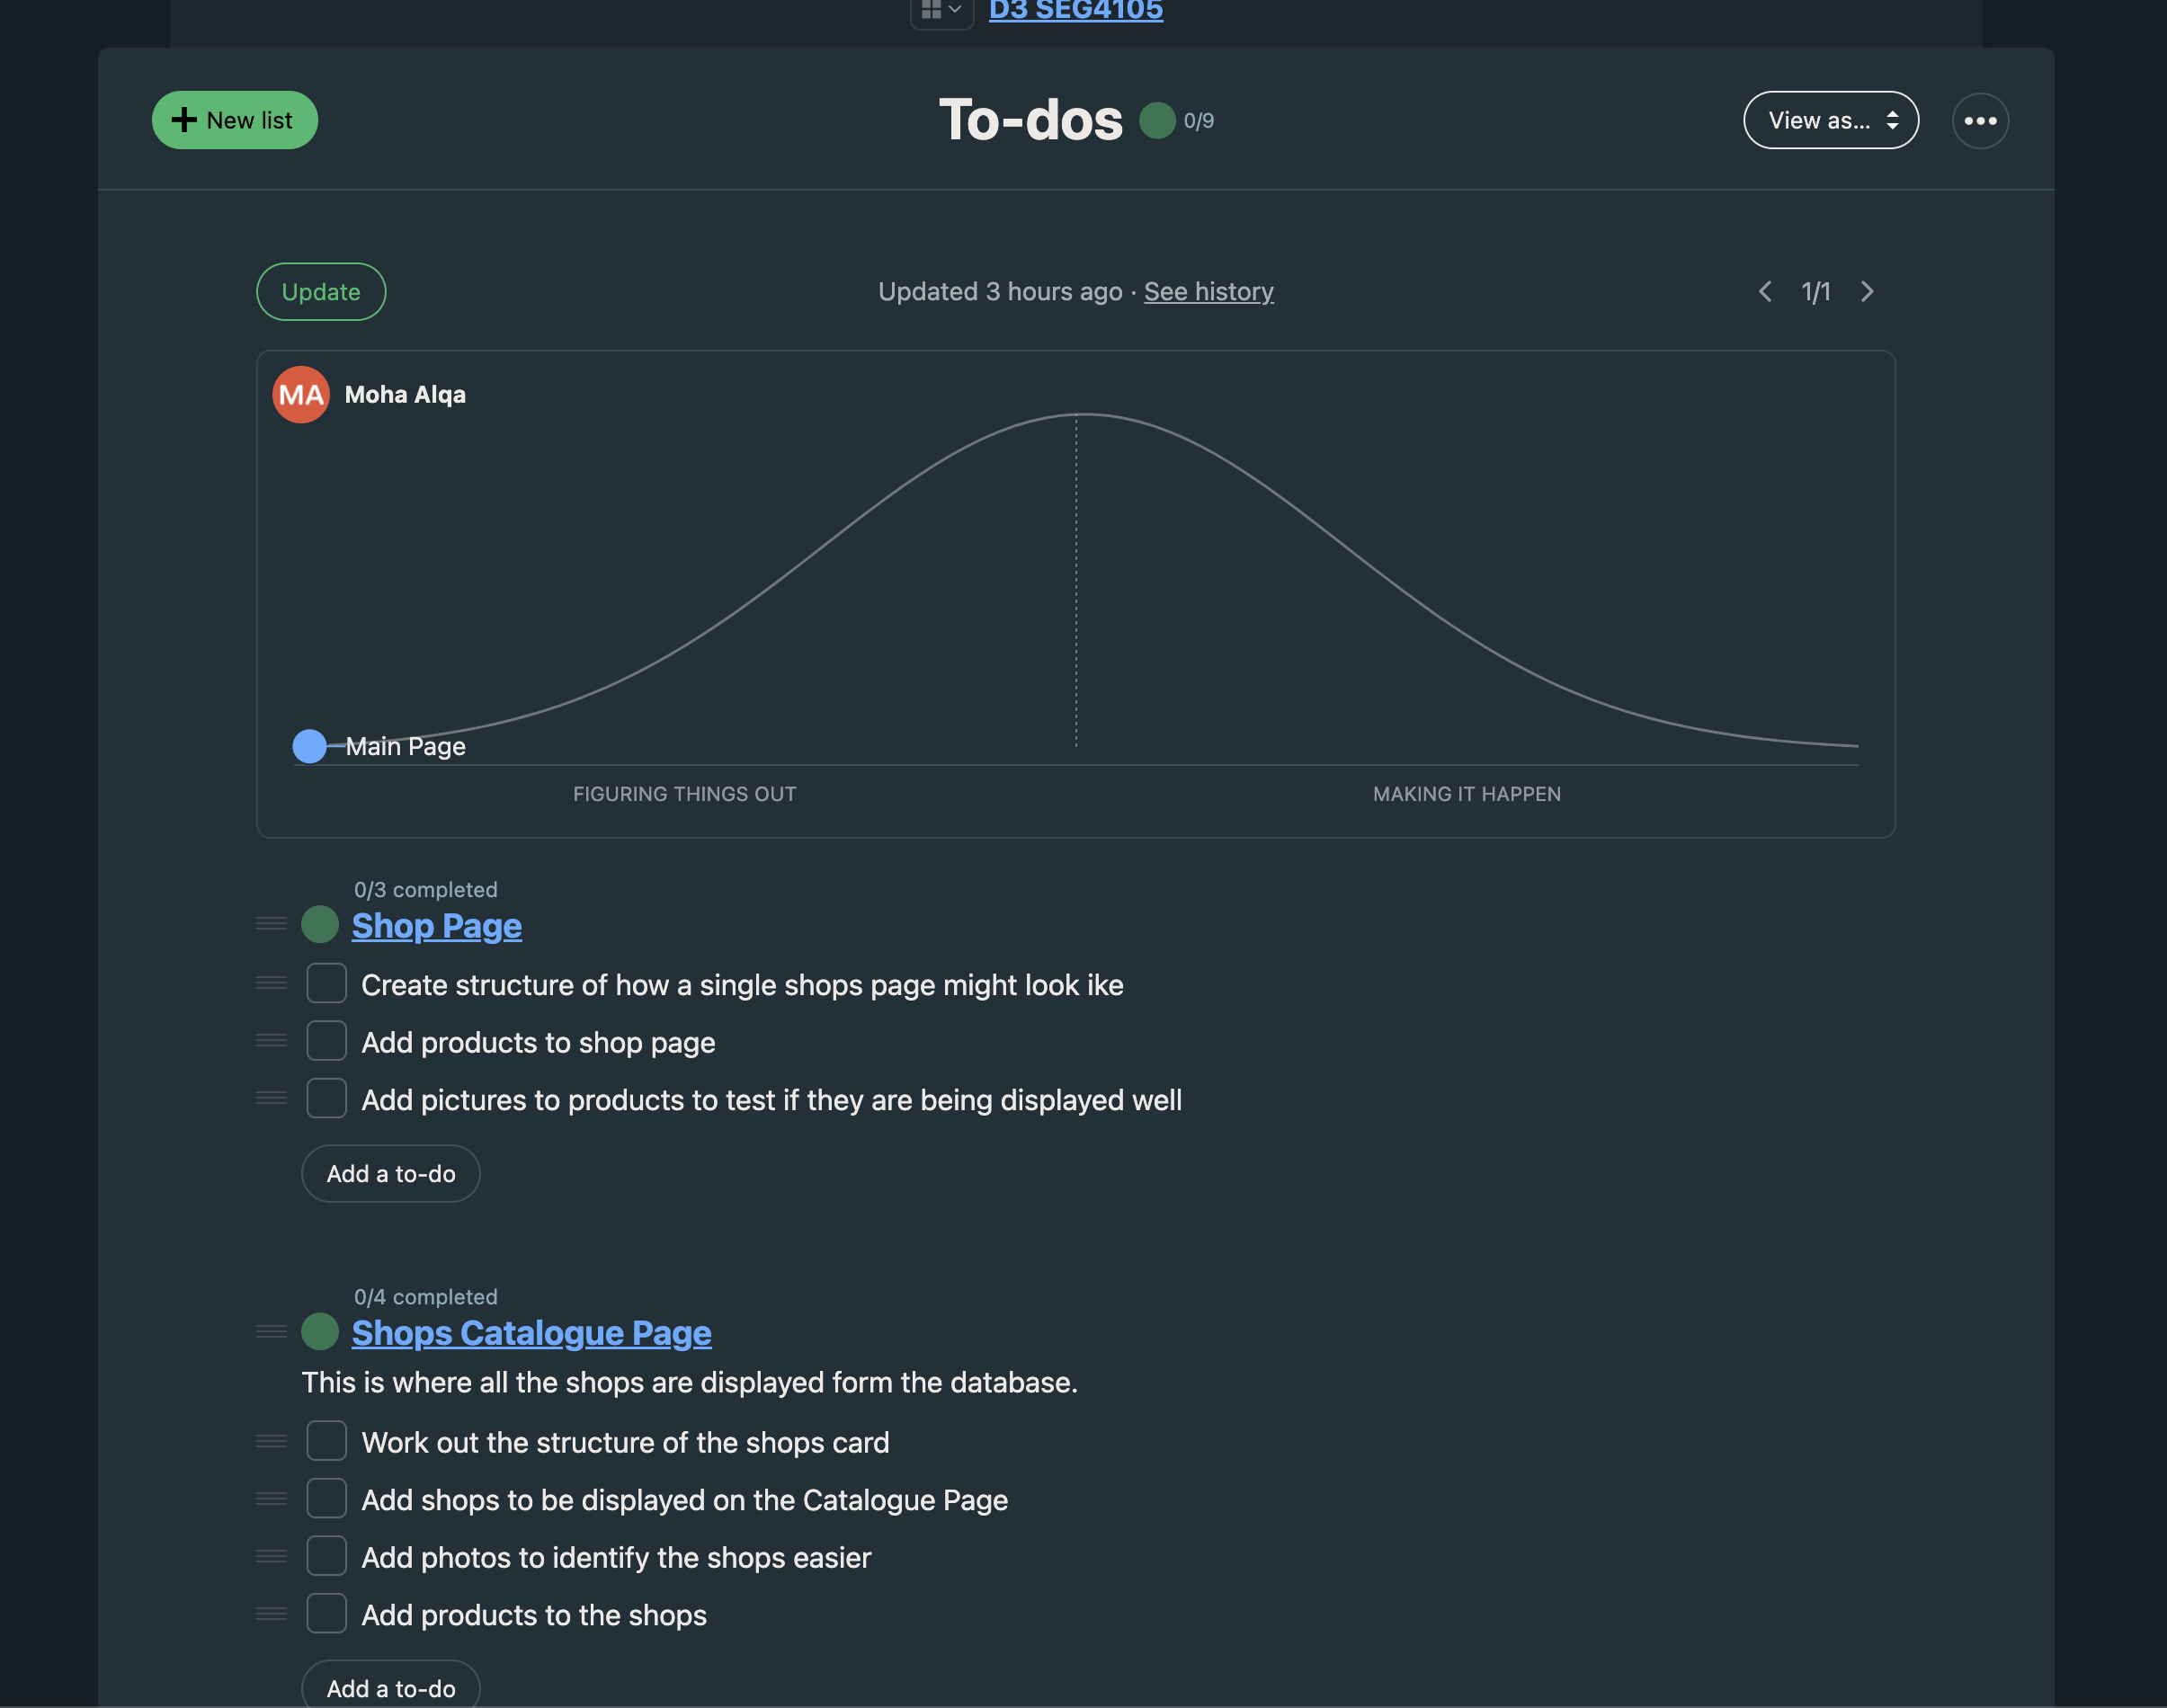 D3 SEG4105
New list
To-dos 0/9
View as...
Update
Updated 3 hours ago · See history
1/1
MA Moha Alqa
Main Page
FIGURING THINGS OUT
MAKING IT HAPPEN
0/3 completed
Shop Page
Create structure of how a single shops page might look ike
Add products to shop page
Add pictures to products to test if they are being displayed well
Add a to-do
0/4 completed
Shops Catalogue Page
This is where all the shops are displayed form the database.
Work out the structure of the shops card
Add shops to be displayed on the Catalogue Page
Add photos to identify the shops easier
Add products to the shops
Add a to-do